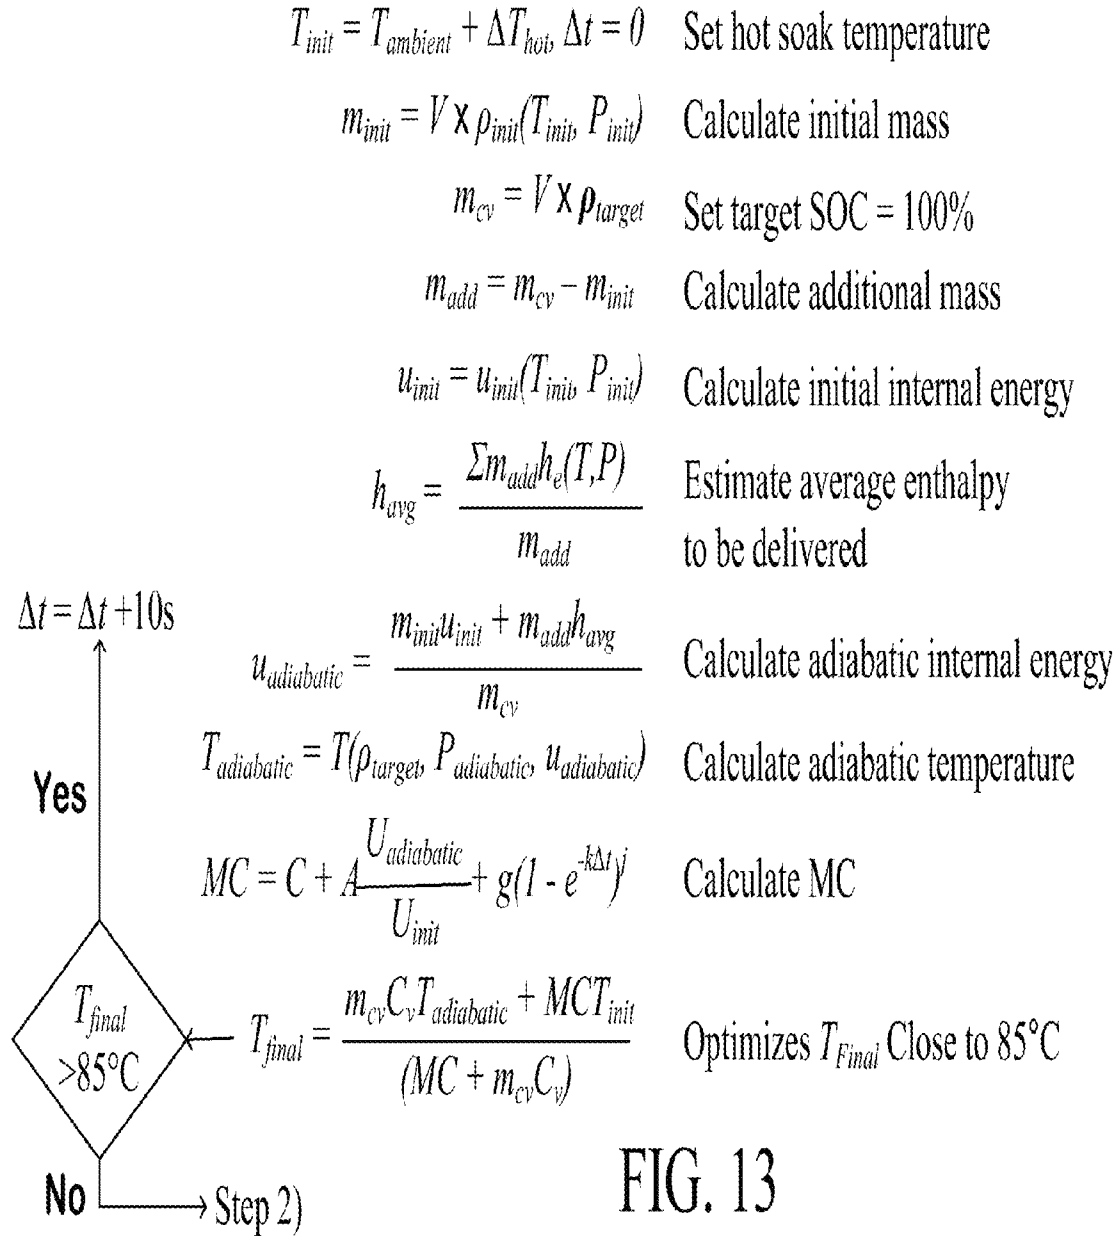 T_init = T_ambient + ΔT_hot, Δt = 0 Set hot soak temperature
m_init = V X ρ_init(T_init, P_init) Calculate initial mass
m_cv = V X ρ_target Set target SOC = 100%
m_add = m_cv – m_init Calculate additional mass
u_init = u_init(T_init, P_init) Calculate initial internal energy
h_avg = Σm_add h_e(T,P) / m_add Estimate average enthalpy
to be delivered
Δt = Δt +10s
u_adiabatic = (m_init u_init + m_add h_avg) / m_cv Calculate adiabatic internal energy
T_adiabatic = T(ρ_target, P_adiabatic, u_adiabatic) Calculate adiabatic temperature
Yes
MC = C + A U_adiabatic / U_init + g(1 - e^-kΔt)^j Calculate MC
T_final
>85°C
T_final = (m_cv C_v T_adiabatic + MCT_init) / (MC + m_cv C_v) Optimizes T_Final Close to 85°C
No
Step 2)
FIG. 13